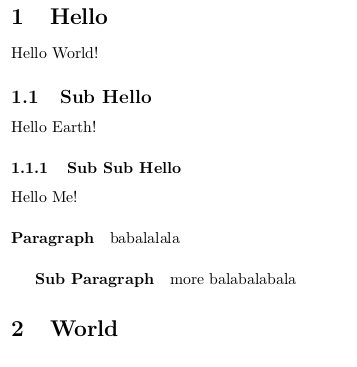 1 Hello
Hello World!
1.1 Sub Hello
Hello Earth!
1.1.1 Sub Sub Hello
Hello Me!
Paragraph babalalala
Sub Paragraph more balabalabala
2 World